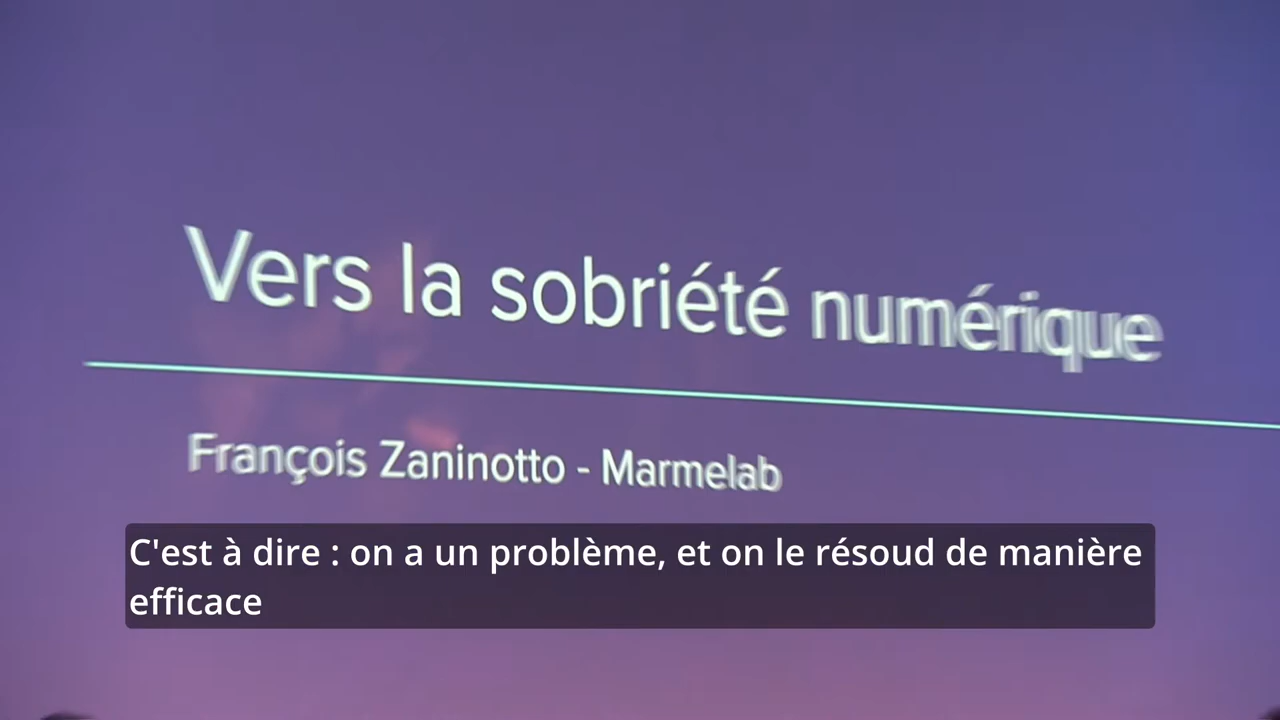 Vers la sobriété numérique
François Zaninotto - Marmelab
C'est à dire : on a un problème, et on le résoud de manière
efficace